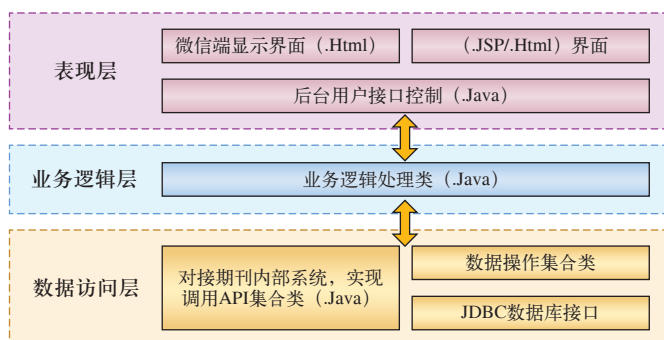 表现层
微信端显示界面（.Html）
（.JSP/.Html）界面
后台用户接口控制（.Java）
业务逻辑层
业务逻辑处理类（.Java）
数据访问层
对接期刊内部系统，实现
调用API集合类（.Java）
数据操作集合类
JDBC数据库接口